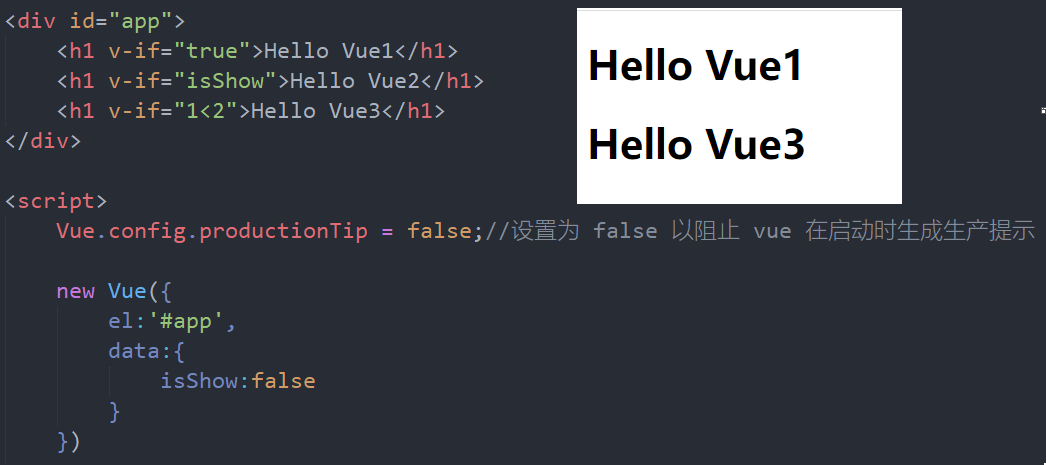 <div id="app">
    <h1 v-if="true">Hello Vue1</h1>
    <h1 v-if="isShow">Hello Vue2</h1>
    <h1 v-if="1<2">Hello Vue3</h1>
</div>
<script>
    Vue.config.productionTip = false;//设置为 false 以阻止 vue 在启动时生成生产提示
    new Vue({
        el:'#app',
        data:{
            isShow:false
        }
    })
Hello Vue1
Hello Vue3